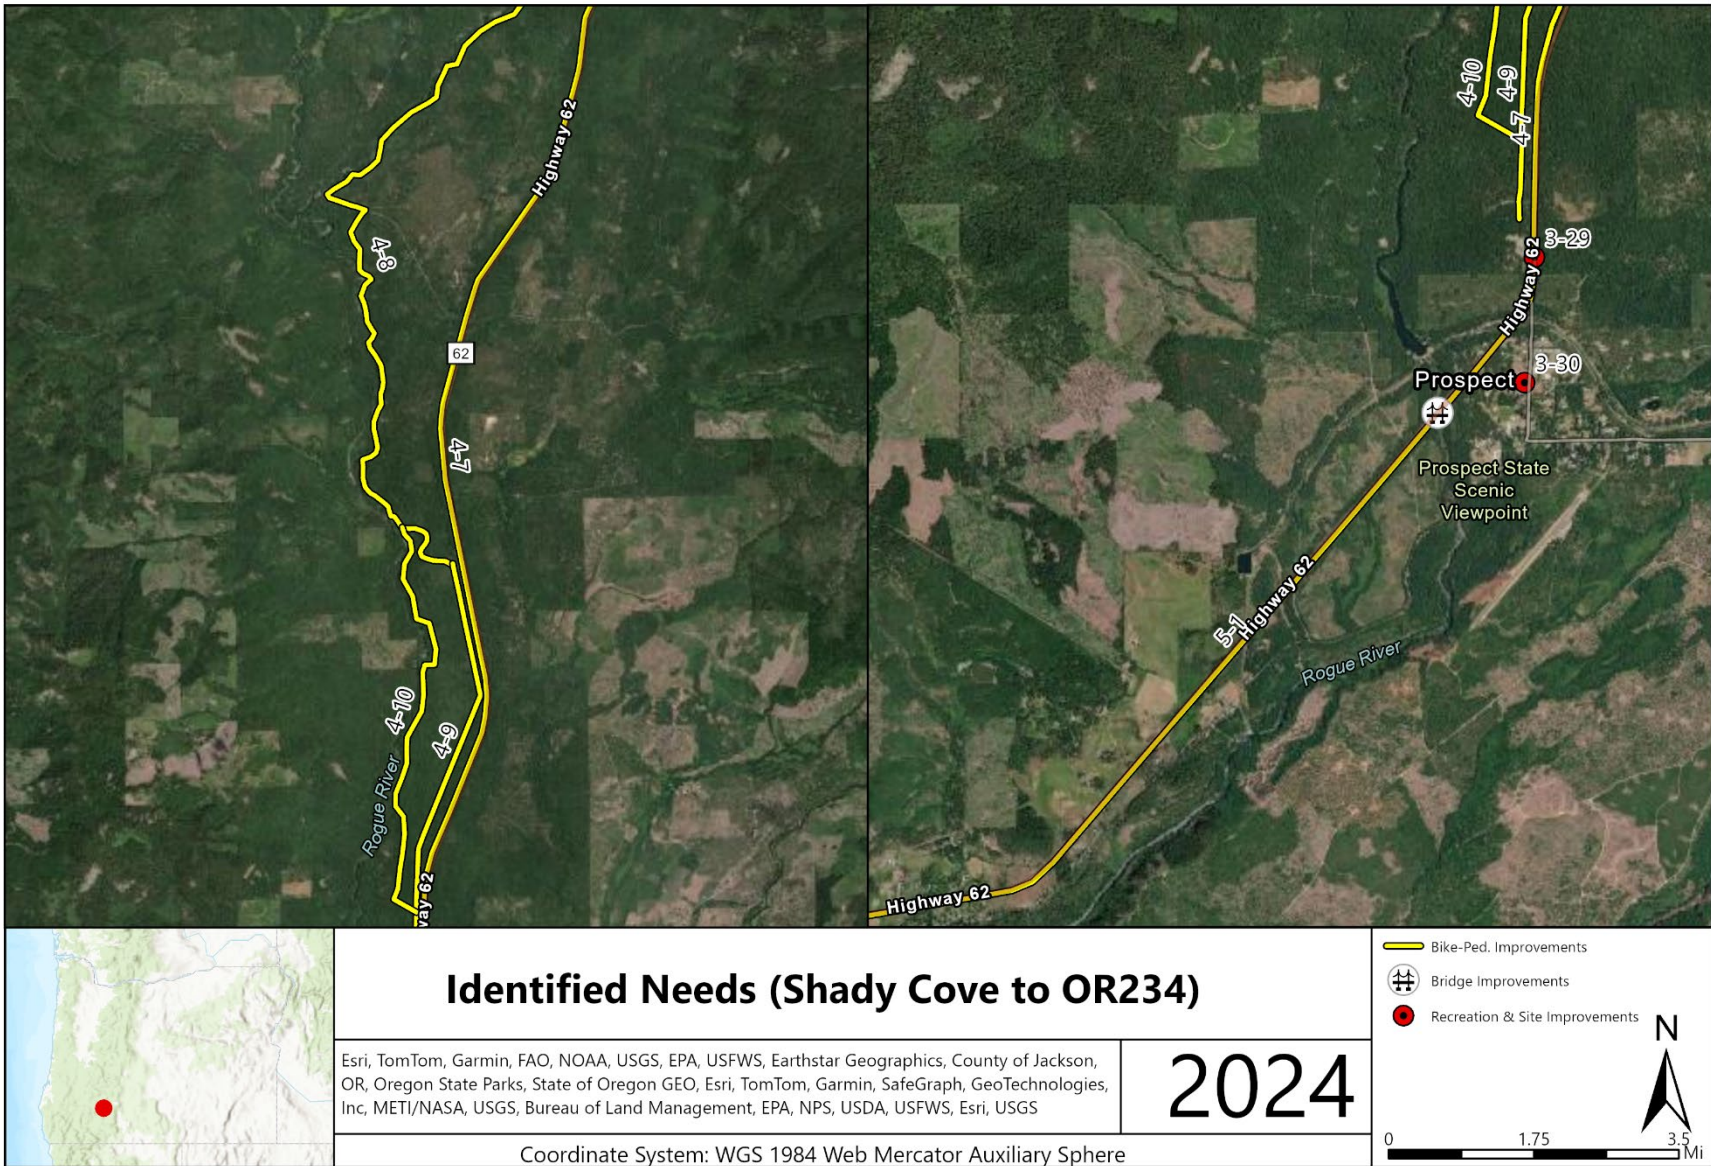 Highway 62
4-8
62
4-7
4-10
4-9
Rogue River
way 62
4-10
4-9
4-7
3-29
Highway 62
3-30
Prospect
Prospect State
Scenic
Viewpoint
Highway 62
5-1
Rogue River
Highway 62
Identified Needs (Shady Cove to OR234)
Esri, TomTom, Garmin, FAO, NOAA, USGS, EPA, USFWS, Earthstar Geographics, County of Jackson,
OR, Oregon State Parks, State of Oregon GEO, Esri, TomTom, Garmin, SafeGraph, GeoTechnologies,
Inc, METI/NASA, USGS, Bureau of Land Management, EPA, NPS, USDA, USFWS, Esri, USGS
2024
Coordinate System: WGS 1984 Web Mercator Auxiliary Sphere
Bike-Ped. Improvements
Bridge Improvements
Recreation & Site Improvements
N
0 1.75 3.5
Mi